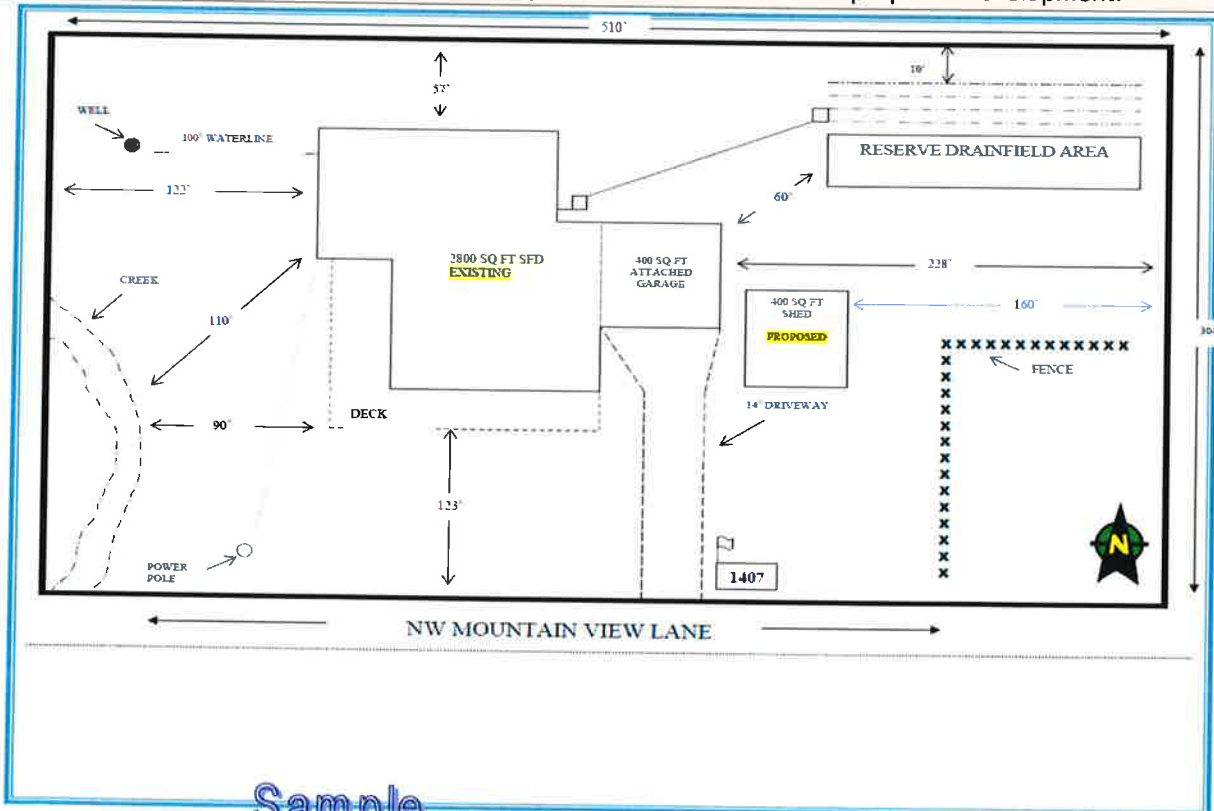 510'
10'
WELL
100' WATERLINE
RESERVE DRAINFIELD AREA
122'
60'
2800 SQ FT SFD
EXISTING
400 SQ FT
ATTACHED
GARAGE
228'
CREEK
400 SQ FT
SHED
PROPOSED
160'
110'
FENCE
14' DRIVEWAY
DECK
90'
123'
N
POWER
POLE
1407
NW MOUNTAIN VIEW LANE
Sample